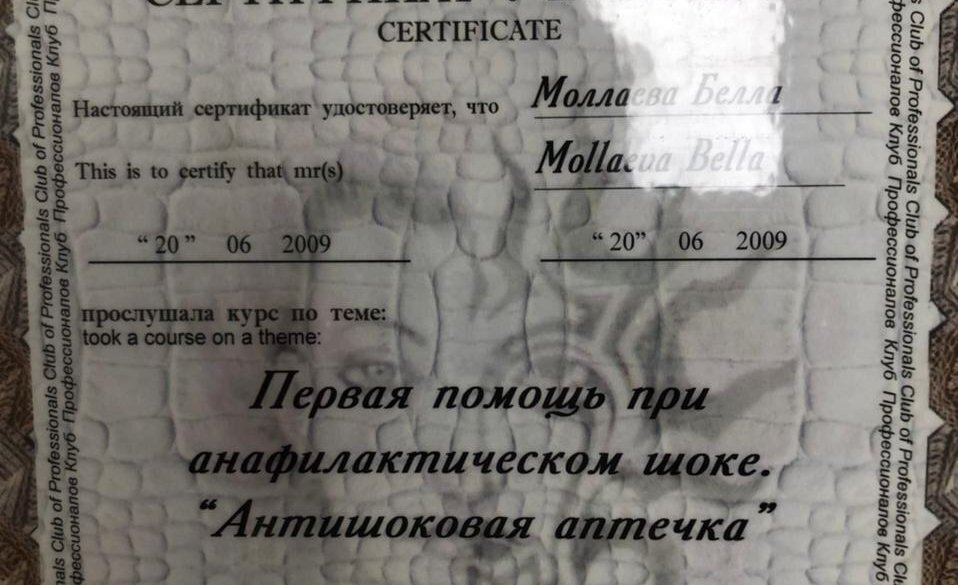 CERTIFICATE
Настоящий сертификат удостоверяет, что Моллаева Белла
This is to certify that mr(s) Mollaeva Bella
“20” 06 2009 “20” 06 2009
прослушала курс по теме:
took a course on a theme:
Первая помощь при
анафилактическом шоке.
“Антишоковая аптечка”
Club of Professionals Club of Professionals
Клуб Профессионалов Клуб
Club of Professionals Club of Professionals
Клуб Профессионалов Клуб